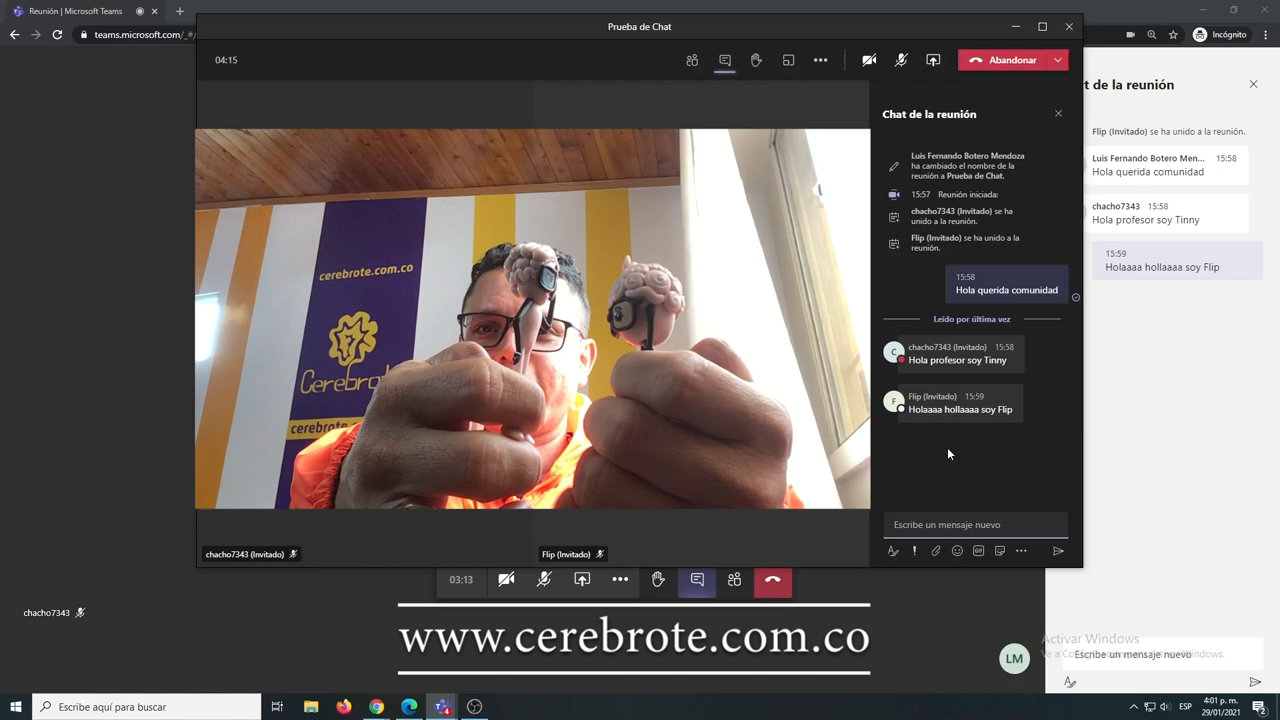 Reunión | Microsoft Teams
teams.microsoft.com/_#/
Incógnito
Prueba de Chat
04:15
Abandonar
Chat de la reunión
Luis Fernando Botero Mendoza
ha cambiado el nombre de la
reunión a Prueba de Chat.
15:57 Reunión iniciada:
chacho7343 (Invitado) se ha
unido a la reunión.
Flip (Invitado) se ha unido a la
reunión.
15:58
Hola querida comunidad
Leído por última vez
chacho7343 (Invitado) 15:58
Hola profesor soy Tinny
Flip (Invitado) 15:59
Holaaaa hollaaaa soy Flip
Escribe un mensaje nuevo
GIF
C
F
cerebrote.com.co
Cerebrote
cerebrote
chacho7343 (Invitado)
Flip (Invitado)
t de la reunión
Flip (Invitado) se ha unido a la reunión.
Luis Fernando Botero Men... 15:58
Hola querida comunidad
chacho7343 15:58
Hola profesor soy Tinny
15:59
Holaaaa hollaaaa soy Flip
03:13
chacho7343
www.cerebrote.com.co
LM
Activar Windows
Escribe un mensaje nuevo
Escribe aquí para buscar
4
ESP
4:01 p. m.
29/01/2021
2